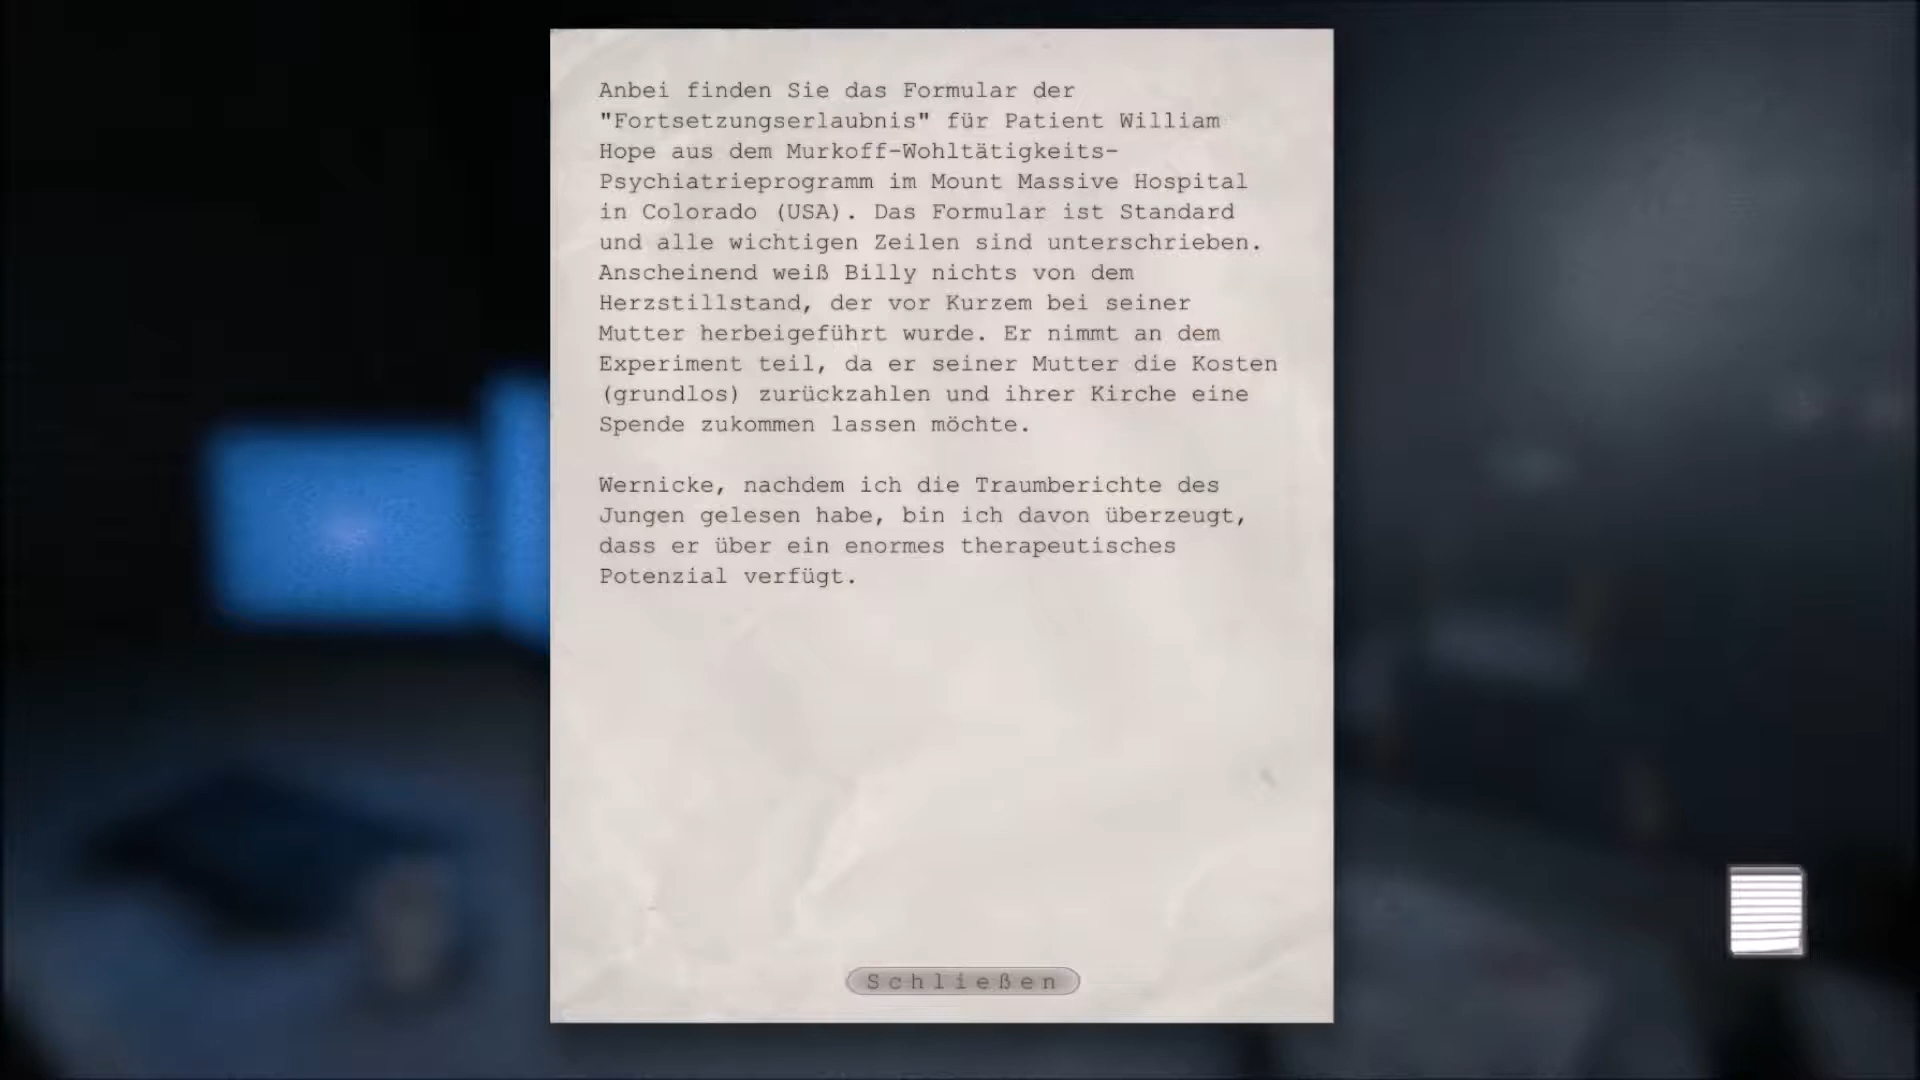 Anbei finden Sie das Formular der
"Fortsetzungserlaubnis" für Patient William
Hope aus dem Murkoff-Wohltätigkeits-
Psychiatrieprogramm im Mount Massive Hospital
in Colorado (USA). Das Formular ist Standard
und alle wichtigen Zeilen sind unterschrieben.
Anscheinend weiß Billy nichts von dem
Herzstillstand, der vor Kurzem bei seiner
Mutter herbeigeführt wurde. Er nimmt an dem
Experiment teil, da er seiner Mutter die Kosten
(grundlos) zurückzahlen und ihrer Kirche eine
Spende zukommen lassen möchte.
Wernicke, nachdem ich die Traumberichte des
Jungen gelesen habe, bin ich davon überzeugt,
dass er über ein enormes therapeutisches
Potenzial verfügt.
Schließen